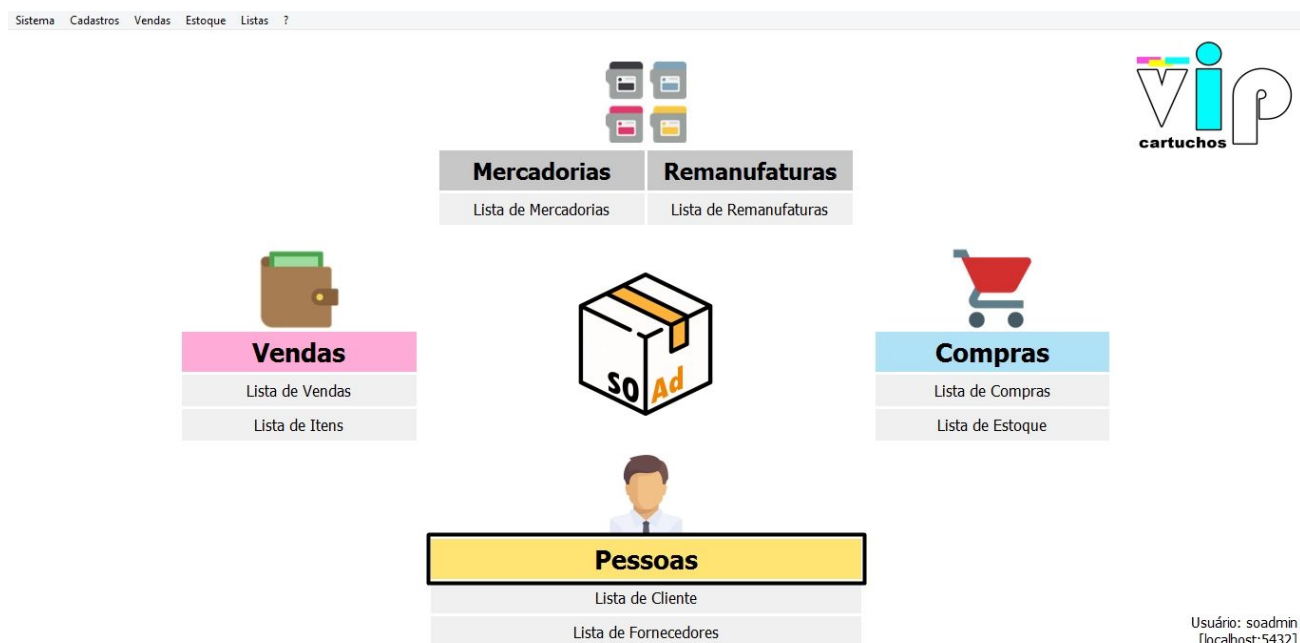 Sistema Cadastros Vendas Estoque Listas ?
vip
cartuchos
Mercadorias Remanufaturas
Lista de Mercadorias Lista de Remanufaturas
Vendas
Lista de Vendas
Lista de Itens
SO Ad
Compras
Lista de Compras
Lista de Estoque
Pessoas
Lista de Cliente
Lista de Fornecedores
Usuário: soadmin
[localhost:5432]